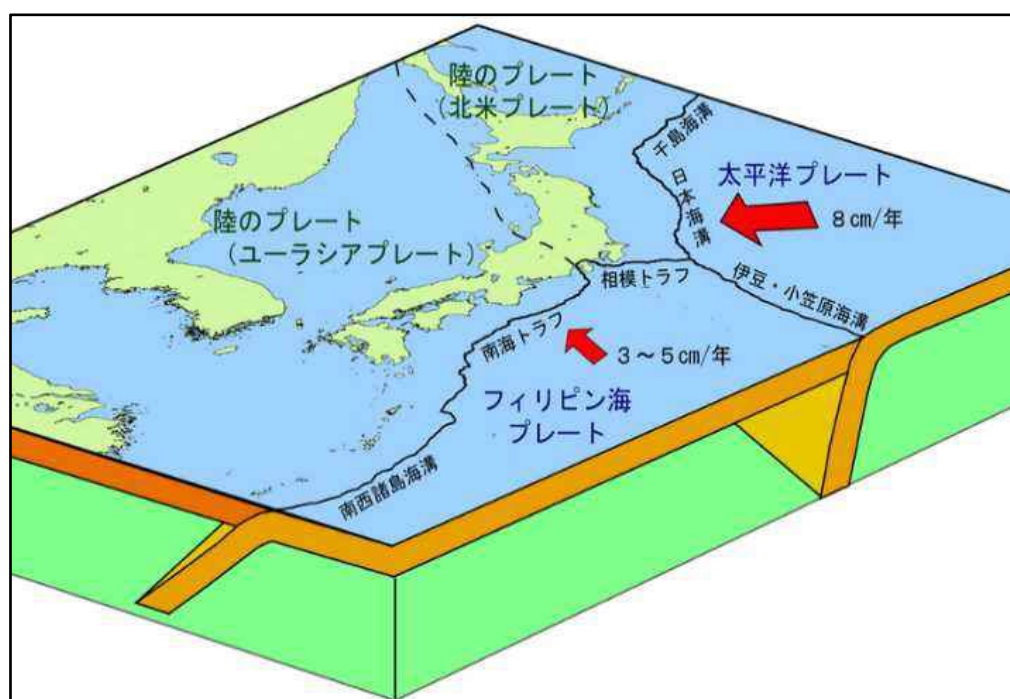 陸のプレート
（北米プレート）
千島海溝
日本海溝
太平洋プレート
8㎝/年
陸のプレート
（ユーラシアプレート）
相模トラフ
伊豆・小笠原海溝
南海トラフ
3～5㎝/年
フィリピン海
プレート
南西諸島海溝